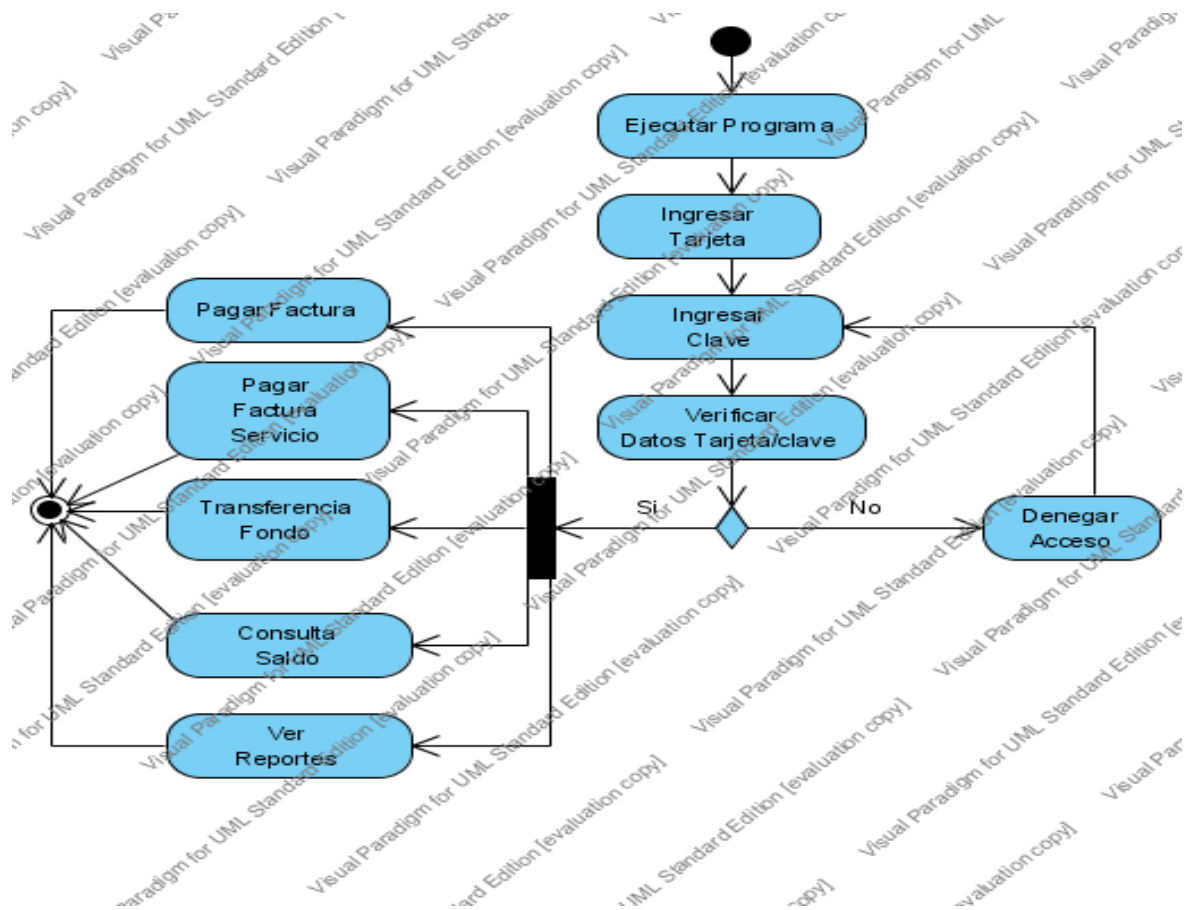 Ejecutar Programa
Ingresar
Tarjeta
Ingresar
Clave
Verificar
Datos Tarjeta/clave
Si
No
Denegar
Acceso
Pagar Factura
Pagar
Factura
Servicio
Transferencia
Fondo
Consulta
Saldo
Ver
Reportes
Visual Paradigm for UML Standard Edition [evaluation copy]